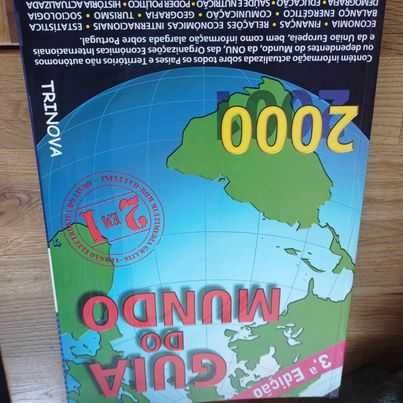 3.ª Edição
GUIA
DO
MUNDO
2 EM 1
2000
2001
TRINOVA
Contém informação actualizada sobre todos os Países e Territórios não autónomos
ou dependentes do Mundo, da ONU, das Organizações Económicas Internacionais
e da União Europeia, bem como informação alargada sobre Portugal.
ECONOMIA • FINANÇAS • RELAÇÕES ECONÓMICAS INTERNACIONAIS • ESTATÍSTICA
BALANÇO ENERGÉTICO • COMUNICAÇÃO • GEOGRAFIA • TURISMO • SOCIOLOGIA
DEMOGRAFIA • EDUCAÇÃO • SAÚDE E NUTRIÇÃO • PODER POLÍTICO • HISTÓRIA ACTUALIZADA